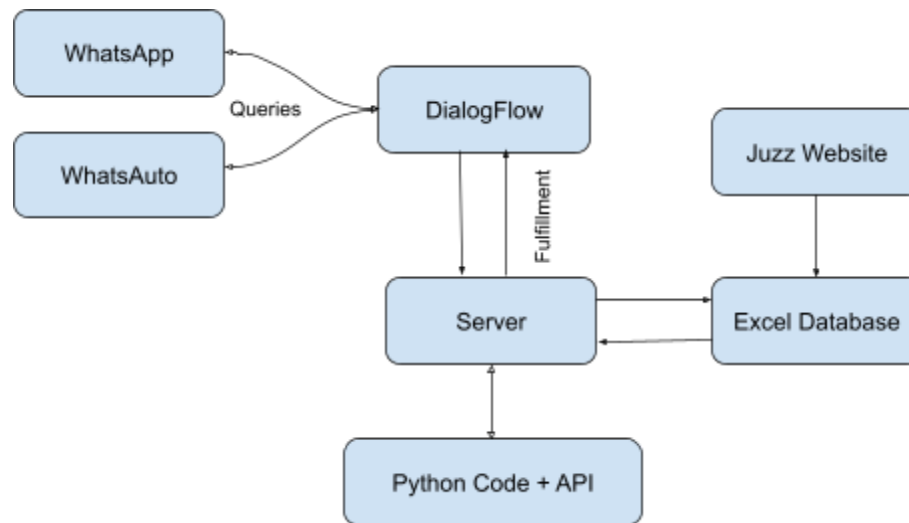 WhatsApp
Queries
DialogFlow
WhatsAuto
Juzz Website
Fulfillment
Server
Excel Database
Python Code + API